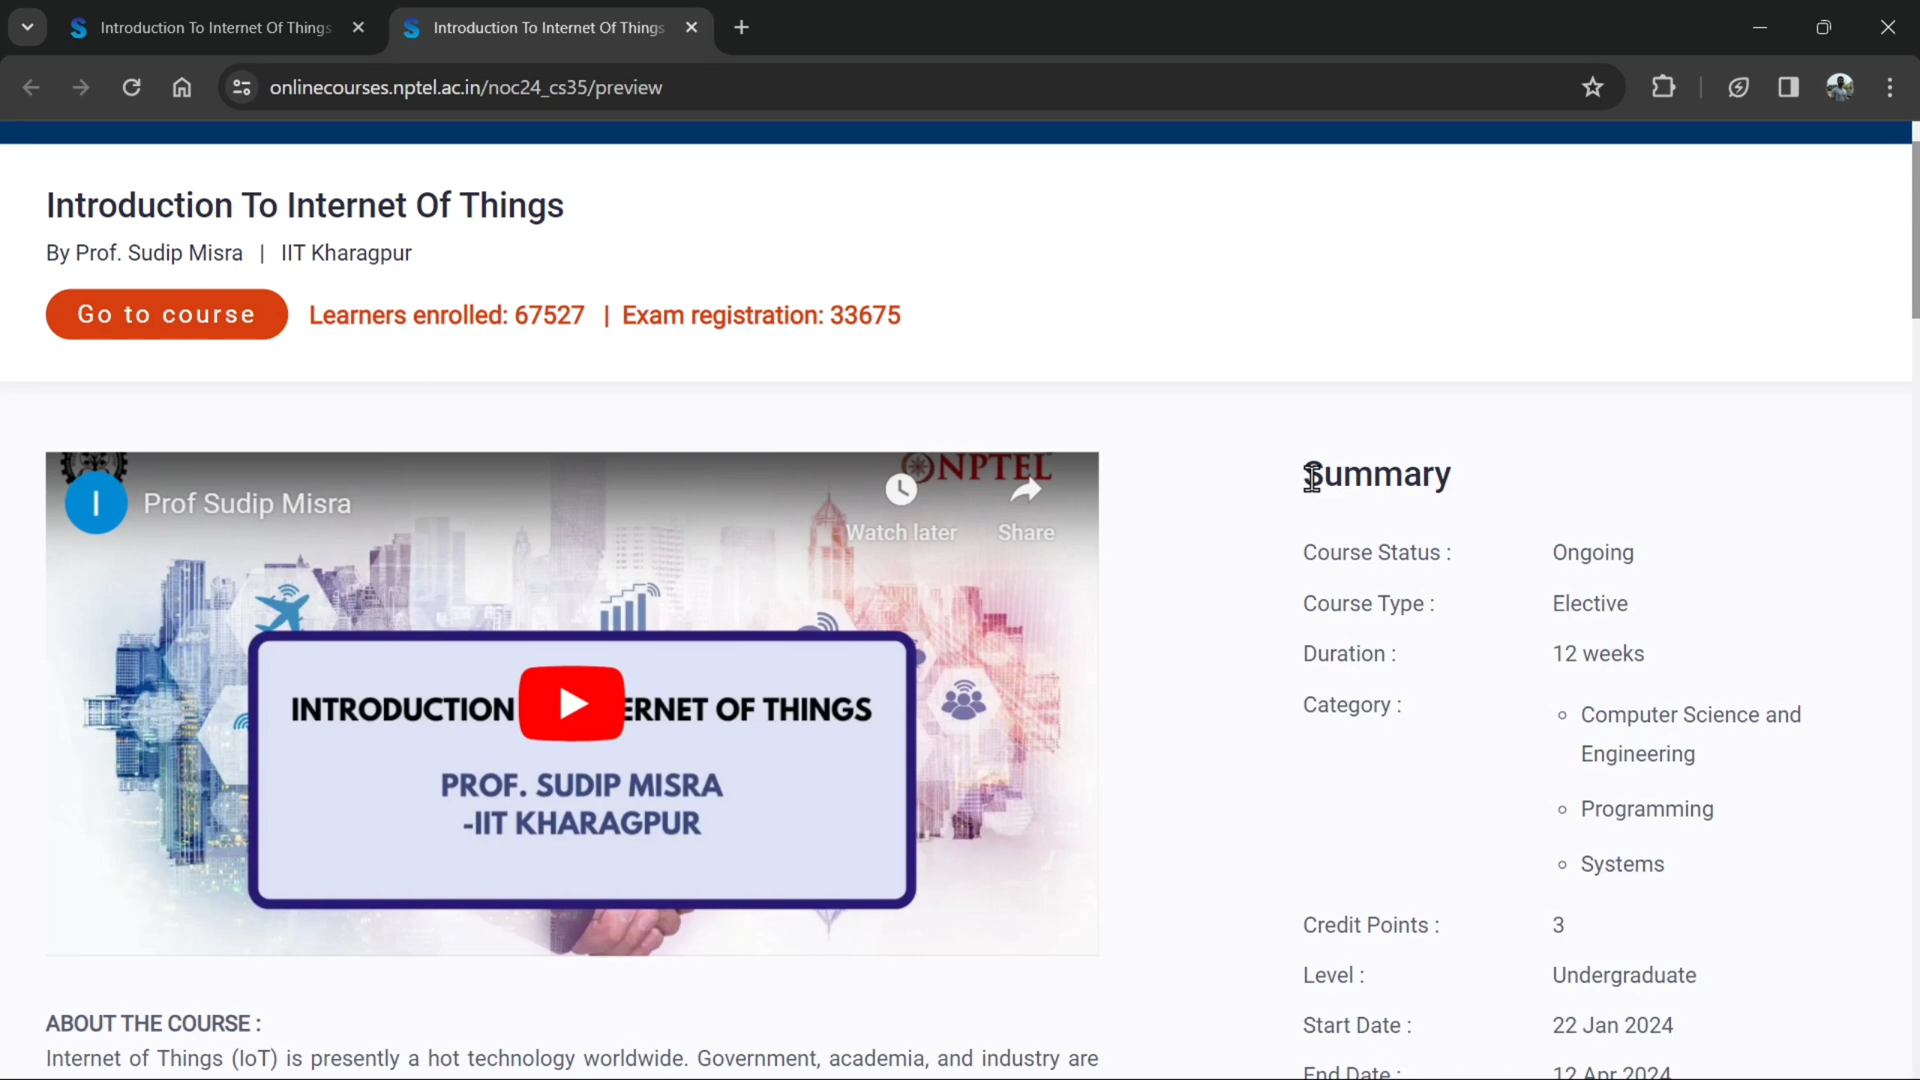 Introduction To Internet Of Things
Introduction To Internet Of Things
onlinecourses.nptel.ac.in/noc24_cs35/preview
Introduction To Internet Of Things
By Prof. Sudip Misra | IIT Kharagpur
Go to course
Learners enrolled: 67527 | Exam registration: 33675
NPTEL
I
Prof Sudip Misra
Watch later
Share
INTRODUCTION ERNET OF THINGS
PROF. SUDIP MISRA
-IIT KHARAGPUR
ABOUT THE COURSE :
Internet of Things (IoT) is presently a hot technology worldwide. Government, academia, and industry are
Summary
Course Status : Ongoing
Course Type : Elective
Duration : 12 weeks
Category :
Computer Science and
Engineering
Programming
Systems
Credit Points : 3
Level : Undergraduate
Start Date : 22 Jan 2024
End Date : 12 Apr 2024